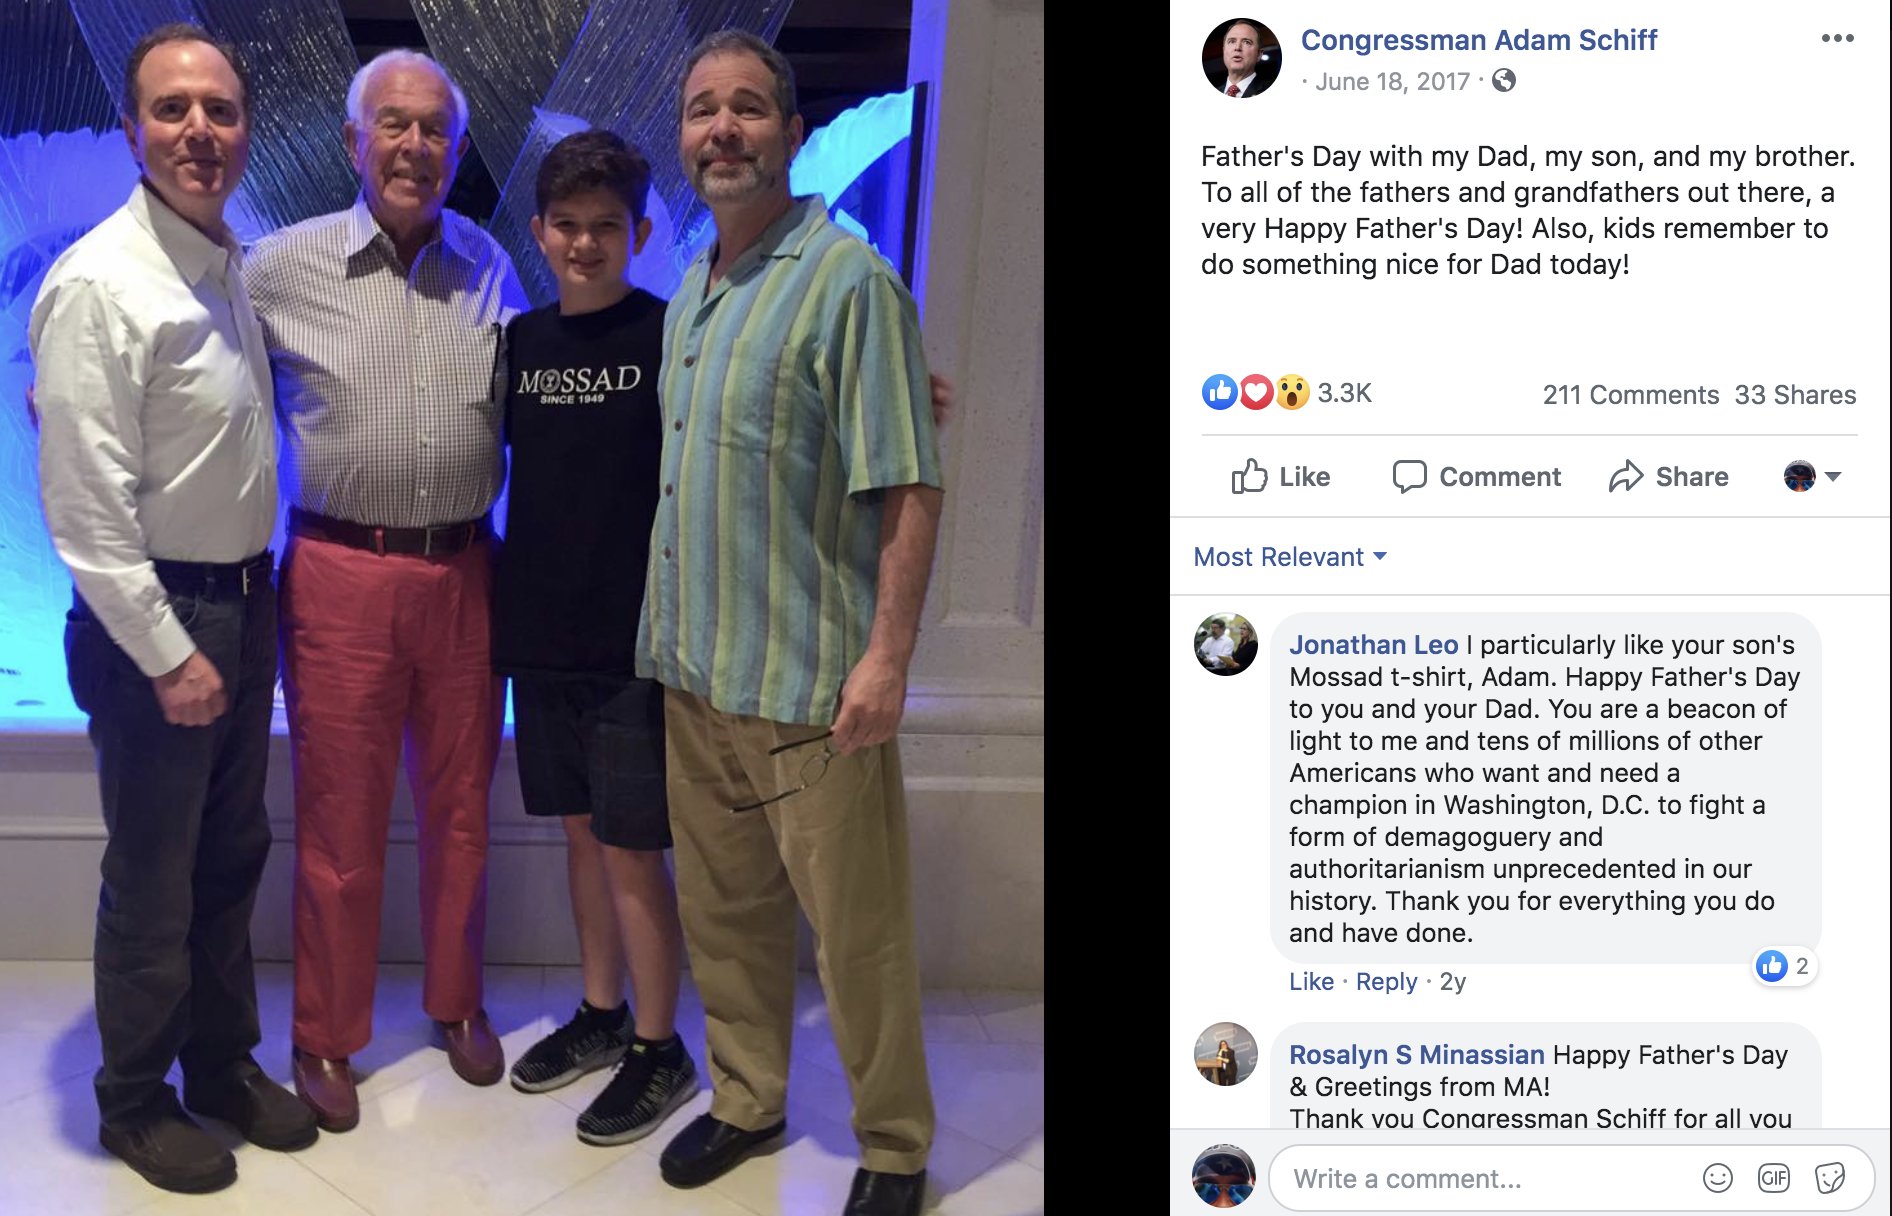 MOSSAD
SINCE 1949
Congressman Adam Schiff
· June 18, 2017 ·
Father's Day with my Dad, my son, and my brother.
To all of the fathers and grandfathers out there, a
very Happy Father's Day! Also, kids remember to
do something nice for Dad today!
3.3K
211 Comments 33 Shares
Like
Comment
Share
Most Relevant
Jonathan Leo I particularly like your son's
Mossad t-shirt, Adam. Happy Father's Day
to you and your Dad. You are a beacon of
light to me and tens of millions of other
Americans who want and need a
champion in Washington, D.C. to fight a
form of demagoguery and
authoritarianism unprecedented in our
history. Thank you for everything you do
and have done.
2
Like · Reply · 2y
Rosalyn S Minassian Happy Father's Day
& Greetings from MA!
Thank you Congressman Schiff for all you
Write a comment...
GIF